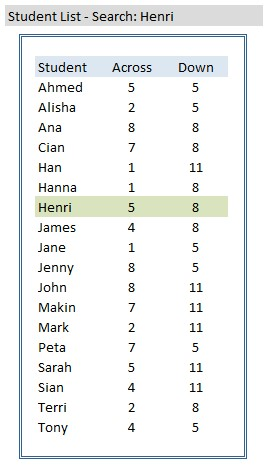 Student List - Search: Henri
Student Across Down
Ahmed 5 5
Alisha 2 5
Ana 8 8
Cian 7 8
Han 1 11
Hanna 1 8
Henri 5 8
James 4 8
Jane 1 5
Jenny 8 5
John 8 11
Makin 7 11
Mark 2 11
Peta 7 5
Sarah 5 11
Sian 4 11
Terri 2 8
Tony 4 5